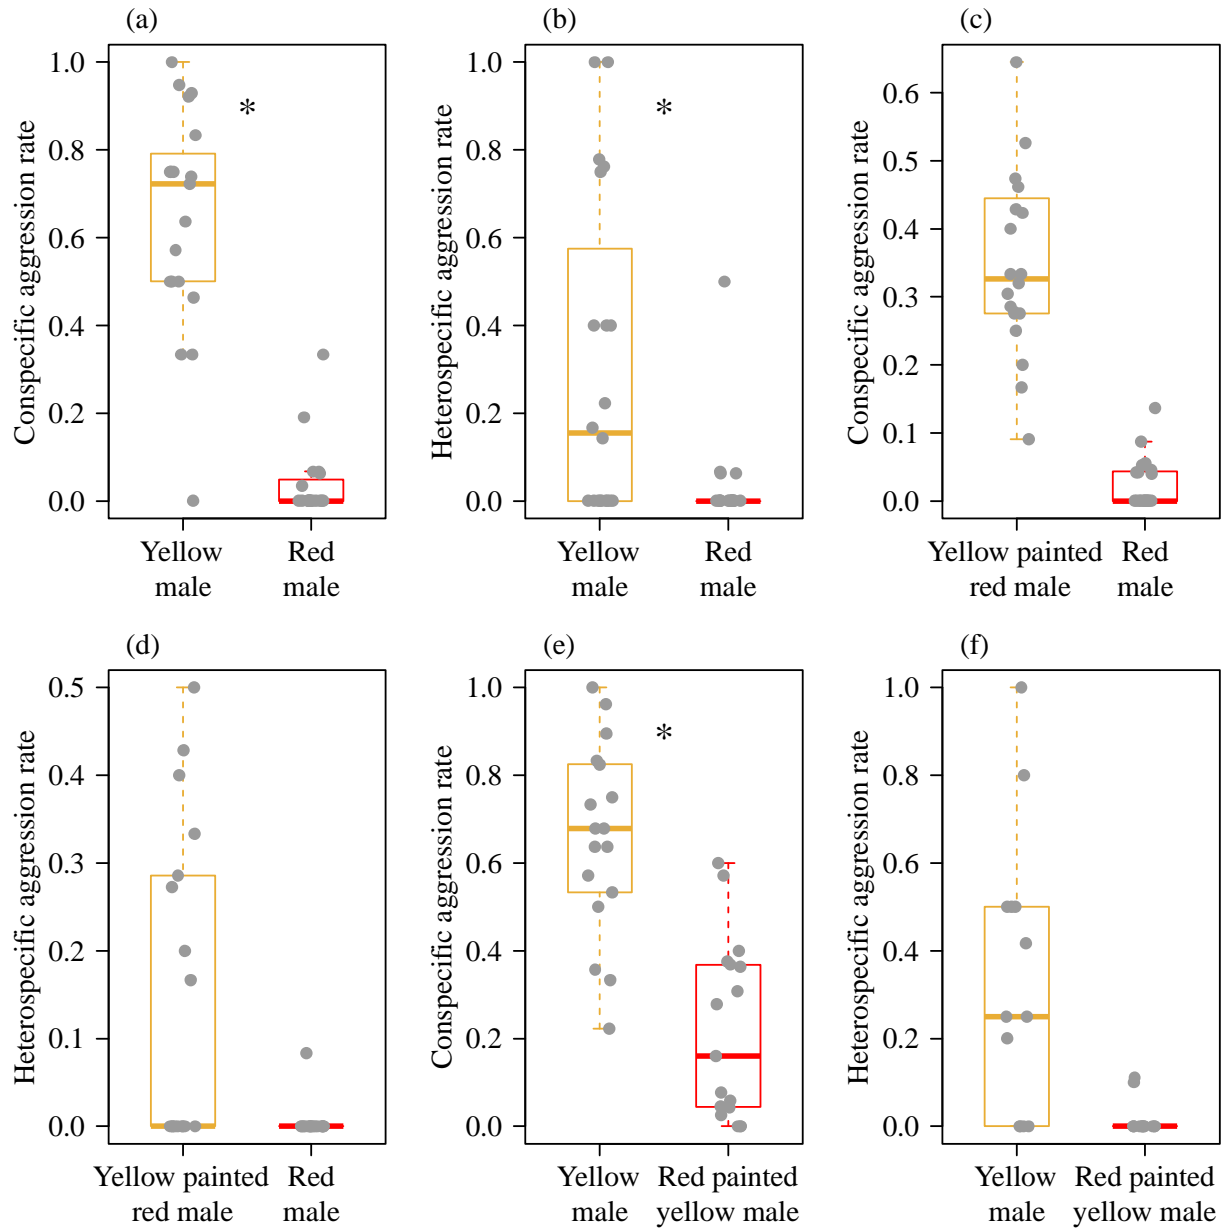 (a)
Conspecific aggression rate
1.0
0.8
0.6
0.4
0.2
0.0
*
Yellow male
Red male
(b)
Heterospecific aggression rate
1.0
0.8
0.6
0.4
0.2
0.0
*
Yellow male
Red male
(c)
Conspecific aggression rate
0.6
0.5
0.4
0.3
0.2
0.1
0.0
Yellow painted red male
Red male
(d)
Heterospecific aggression rate
0.5
0.4
0.3
0.2
0.1
0.0
Yellow painted red male
Red male
(e)
Conspecific aggression rate
1.0
0.8
0.6
0.4
0.2
0.0
*
Yellow male
Red painted yellow male
(f)
Heterospecific aggression rate
1.0
0.8
0.6
0.4
0.2
0.0
Yellow male
Red painted yellow male